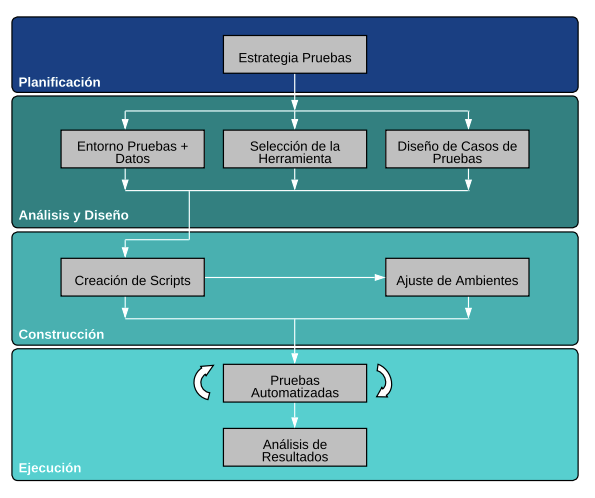 Estrategia Pruebas
Planificación
Entorno Pruebas +
Datos
Selección de la
Herramienta
Diseño de Casos de
Pruebas
Análisis y Diseño
Creación de Scripts
Ajuste de Ambientes
Construcción
Pruebas
Automatizadas
Análisis de
Resultados
Ejecución